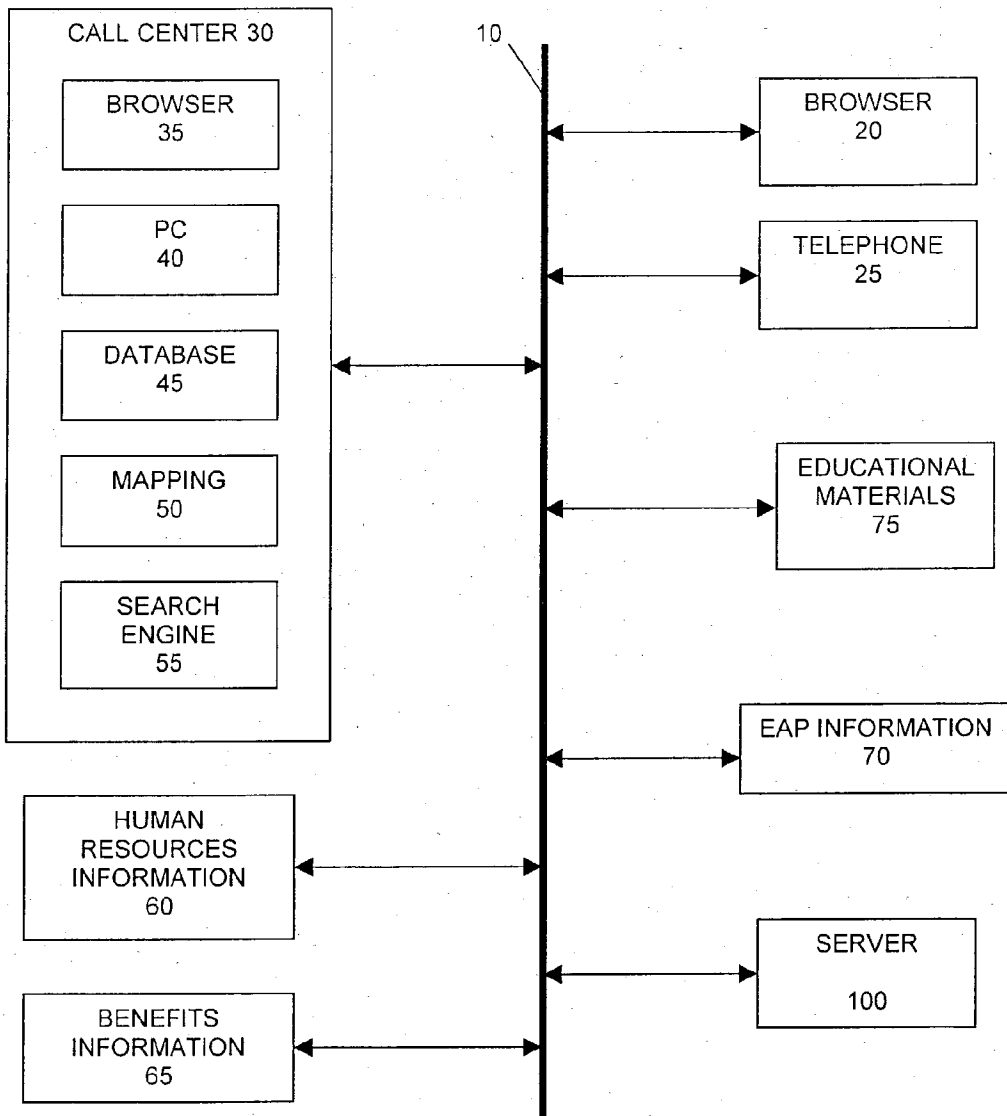 CALL CENTER 30
BROWSER
35
PC
40
DATABASE
45
MAPPING
50
SEARCH
ENGINE
55
HUMAN
RESOURCES
INFORMATION
60
BENEFITS
INFORMATION
65
10
BROWSER
20
TELEPHONE
25
EDUCATIONAL
MATERIALS
75
EAP INFORMATION
70
SERVER
100